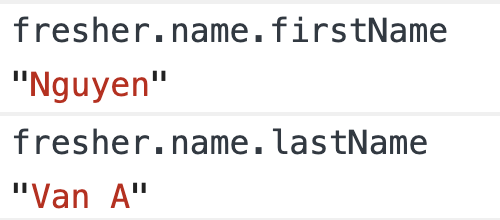 fresher.name.firstName
"Nguyen"
fresher.name.lastName
"Van A"